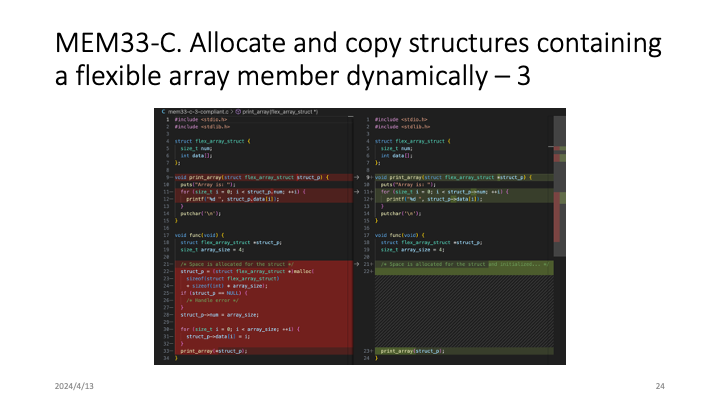 MEM33-C. Allocate and copy structures containing
a flexible array member dynamically – 3
C mem33-c-3-compliant.c > print_array(flex_array_struct *)
1 #include <stdio.h>
2 #include <stdlib.h>
3
4 struct flex_array_struct {
5 size_t num;
6 int data[];
7 };
8
9− void print_array(struct flex_array_struct struct_p) {
10 puts("Array is: ");
11− for (size_t i = 0; i < struct_p.num; ++i) {
12− printf("%d ", struct_p.data[i]);
13 }
14 putchar('\n');
15 }
16
17 void func(void) {
18 struct flex_array_struct *struct_p;
19 size_t array_size = 4;
20
21− /* Space is allocated for the struct */
22− struct_p = (struct flex_array_struct *)malloc(
23− sizeof(struct flex_array_struct)
24− + sizeof(int) * array_size);
25− if (struct_p == NULL) {
26− /* Handle error */
27− }
28− struct_p->num = array_size;
29−
30− for (size_t i = 0; i < array_size; ++i) {
31− struct_p->data[i] = i;
32− }
33− print_array(*struct_p);
34 }
1 #include <stdio.h>
2 #include <stdlib.h>
3
4 struct flex_array_struct {
5 size_t num;
6 int data[];
7 };
8
9+ void print_array(struct flex_array_struct *struct_p) {
10 puts("Array is: ");
11+ for (size_t i = 0; i < struct_p->num; ++i) {
12+ printf("%d ", struct_p->data[i]);
13 }
14 putchar('\n');
15 }
16
17 void func(void) {
18 struct flex_array_struct *struct_p;
19 size_t array_size = 4;
20
21+ /* Space is allocated for the struct and initialized... */
22+
23+ print_array(struct_p);
24 }
2024/4/13
24